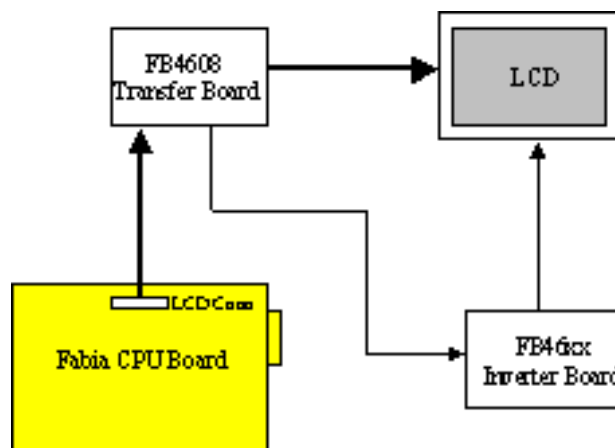 FB4608
Transfer Board
LCD
LCDConn
Fabia CPU Board
FB46xx
Inverter Board